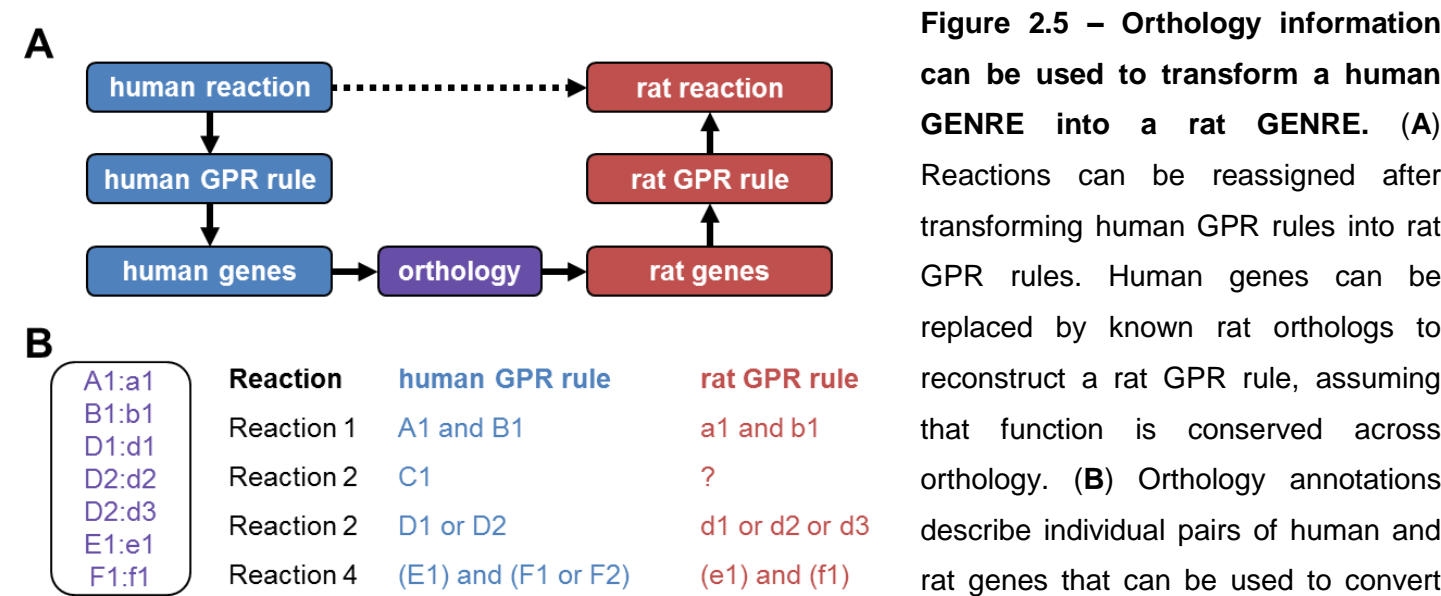 A
human reaction
rat reaction
human GPR rule
rat GPR rule
human genes
orthology
rat genes
B
A1:a1
B1:b1
D1:d1
D2:d2
D2:d3
E1:e1
F1:f1
Reaction human GPR rule rat GPR rule
Reaction 1 A1 and B1 a1 and b1
Reaction 2 C1 ?
Reaction 2 D1 or D2 d1 or d2 or d3
Reaction 4 (E1) and (F1 or F2) (e1) and (f1)
Figure 2.5 – Orthology information
can be used to transform a human
GENRE into a rat GENRE. (A)
Reactions can be reassigned after
transforming human GPR rules into rat
GPR rules. Human genes can be
replaced by known rat orthologs to
reconstruct a rat GPR rule, assuming
that function is conserved across
orthology. (B) Orthology annotations
describe individual pairs of human and
rat genes that can be used to convert